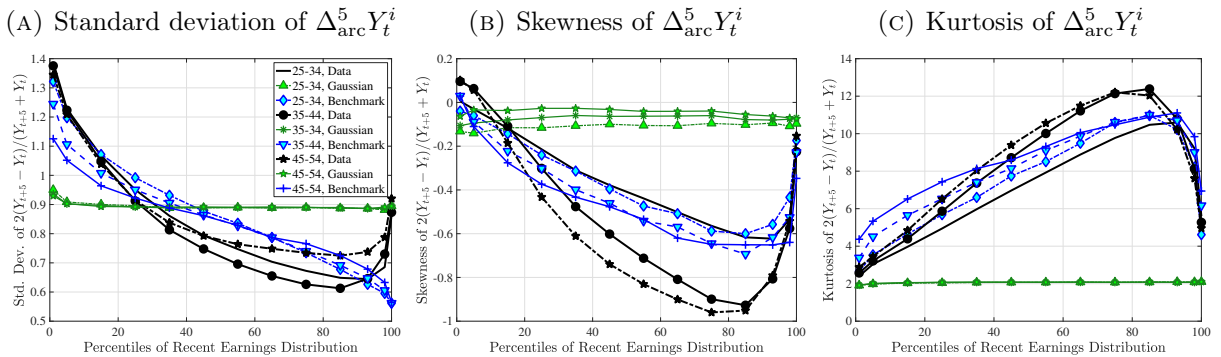 (A) Standard deviation of Δ⁵ₐᵣc Yₜⁱ
Std. Dev. of 2(Yₜ₊₅ − Yₜ)/(Yₜ₊₅ + Yₜ)
1.4
1.3
1.2
1.1
1
0.9
0.8
0.7
0.6
0.5
25-34, Data
25-34, Gaussian
25-34, Benchmark
35-44, Data
35-34, Gaussian
35-44, Benchmark
45-54, Data
45-54, Gaussian
45-54, Benchmark
0 20 40 60 80 100
Percentiles of Recent Earnings Distribution
(B) Skewness of Δ⁵ₐᵣc Yₜⁱ
Skewness of 2(Yₜ₊₅ − Yₜ)/(Yₜ₊₅ + Yₜ)
0.2
0
-0.2
-0.4
-0.6
-0.8
-1
0 20 40 60 80 100
Percentiles of Recent Earnings Distribution
(C) Kurtosis of Δ⁵ₐᵣc Yₜⁱ
Kurtosis of 2(Yₜ₊₅ − Yₜ)/(Yₜ₊₅ + Yₜ)
14
12
10
8
6
4
2
0
0 20 40 60 80 100
Percentiles of Recent Earnings Distribution